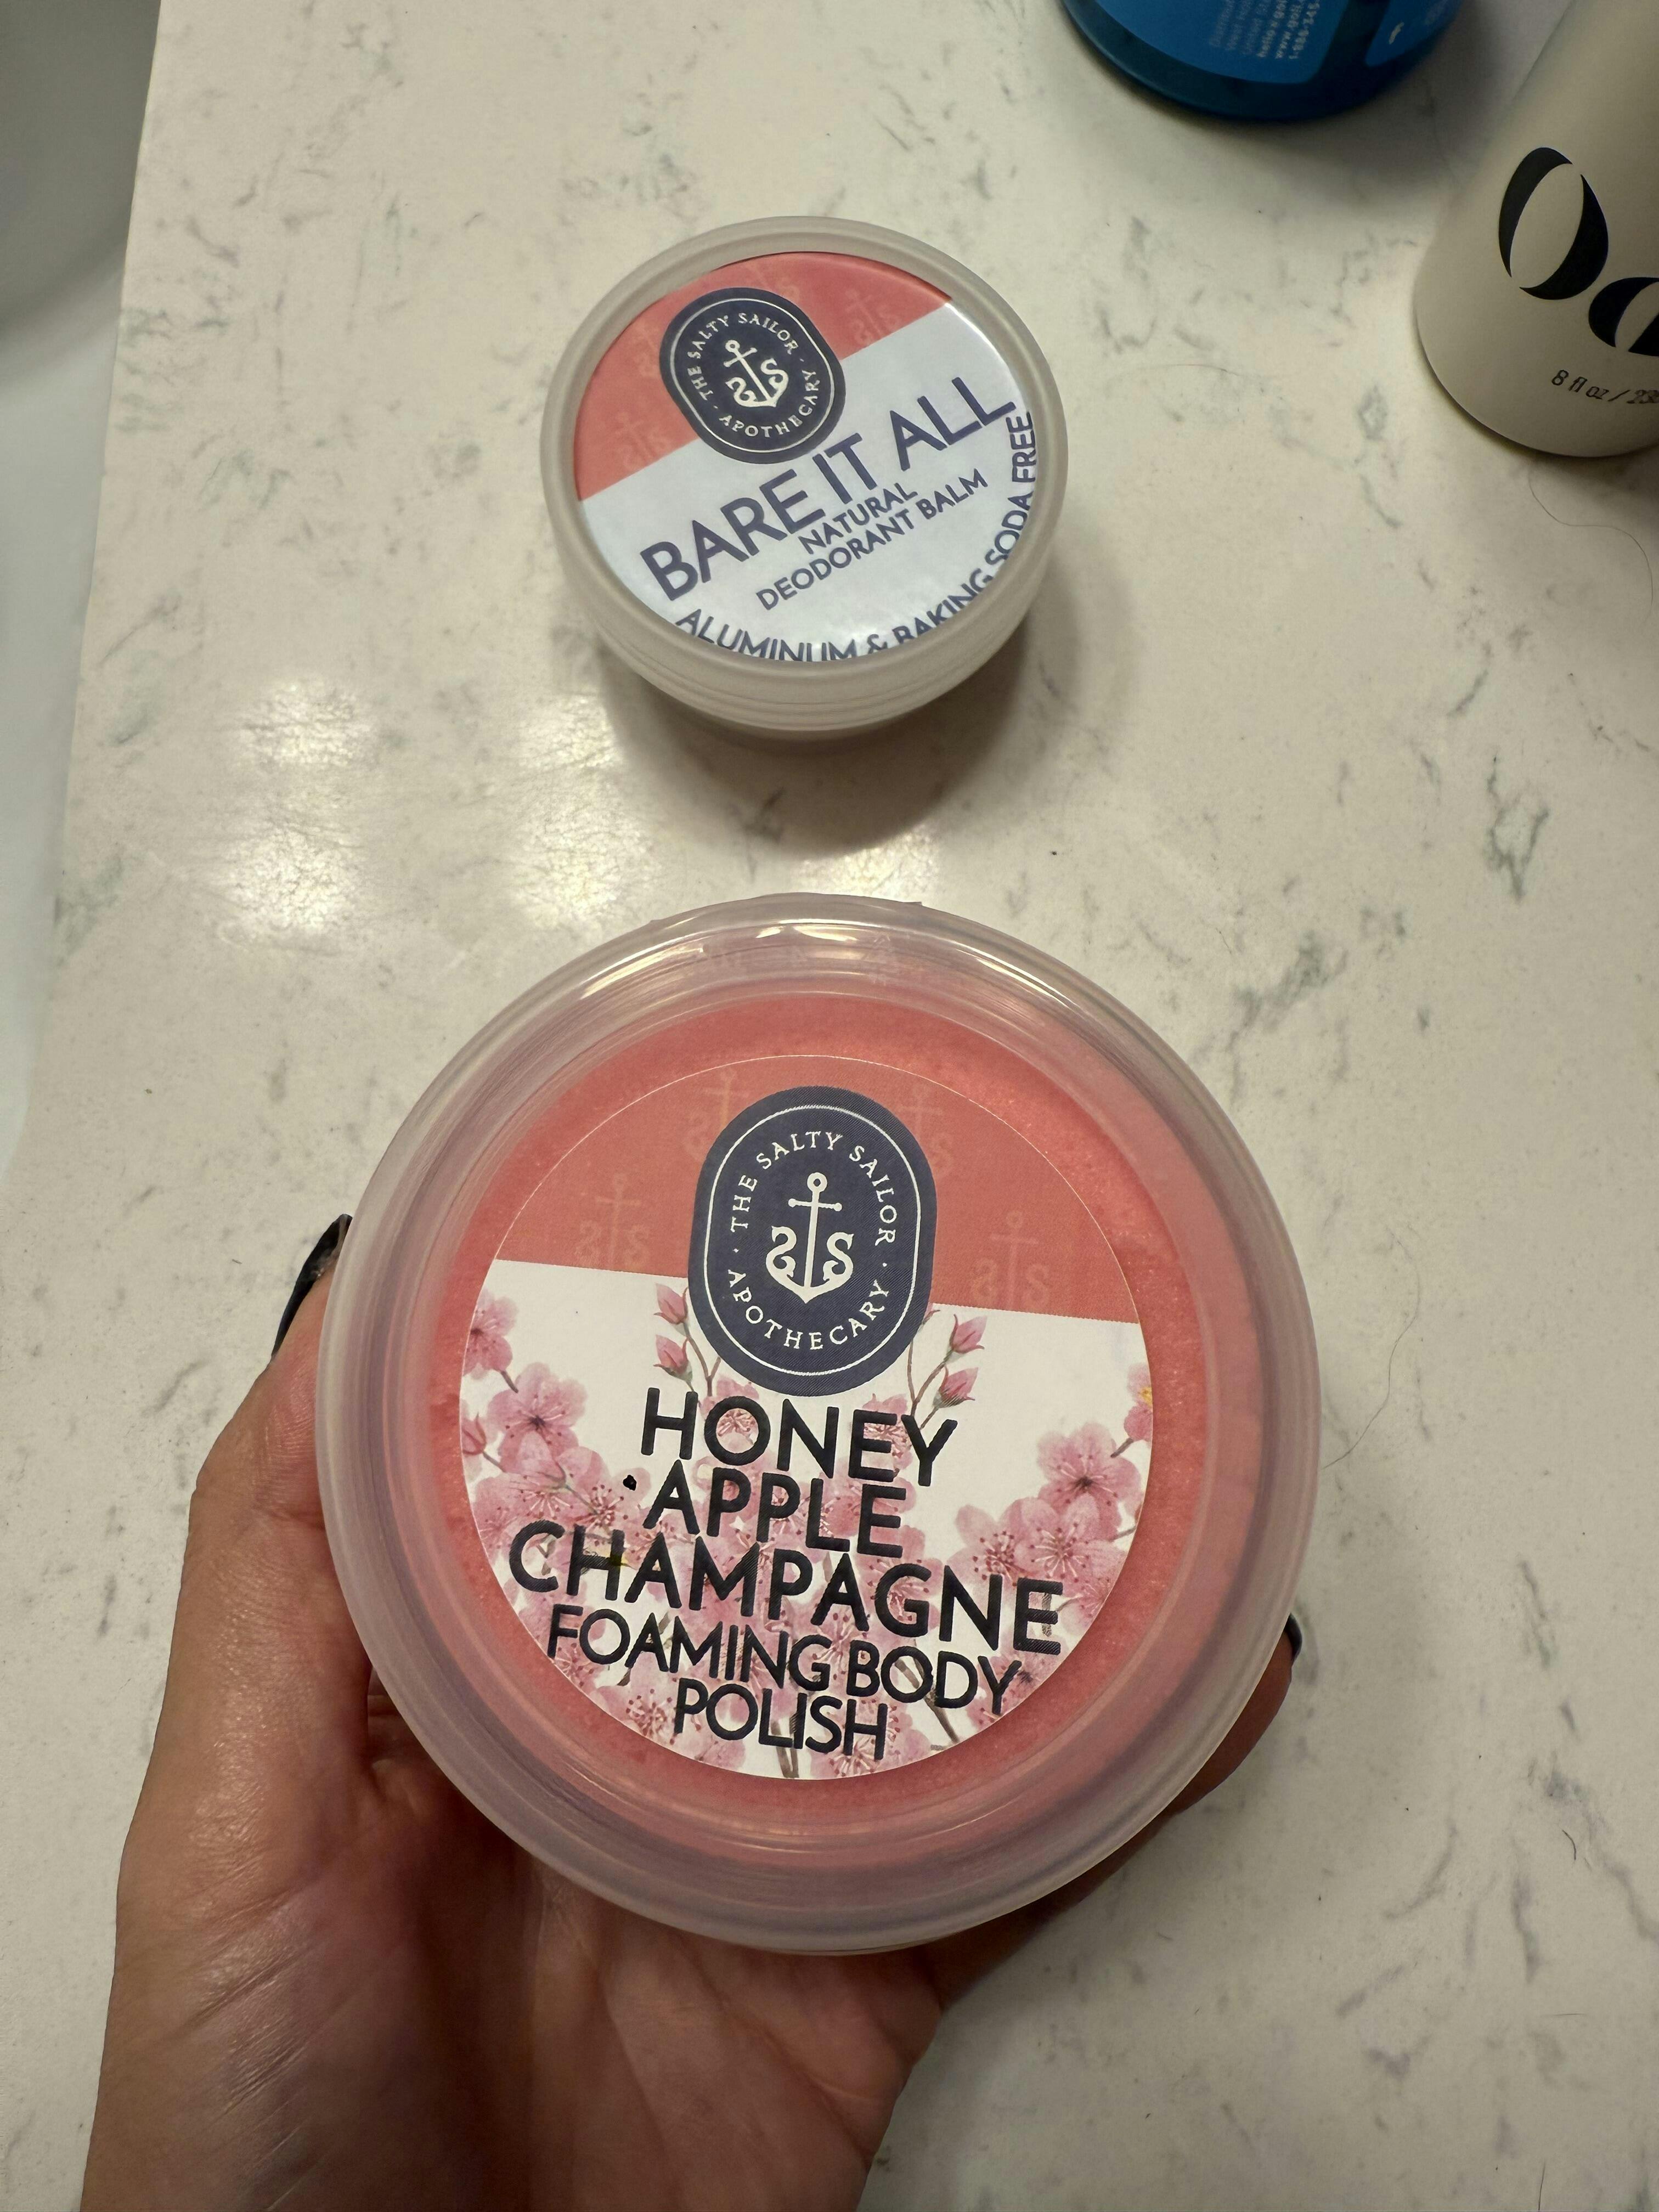 THE SALTY SAILOR
APOTHECARY
BARE IT ALL
NATURAL
DEODORANT BALM
ALUMINUM & BAKING SODA FREE
8 fl oz /
THE SALTY SAILOR
APOTHECARY
HONEY
APPLE
CHAMPAGNE
FOAMING BODY
POLISH